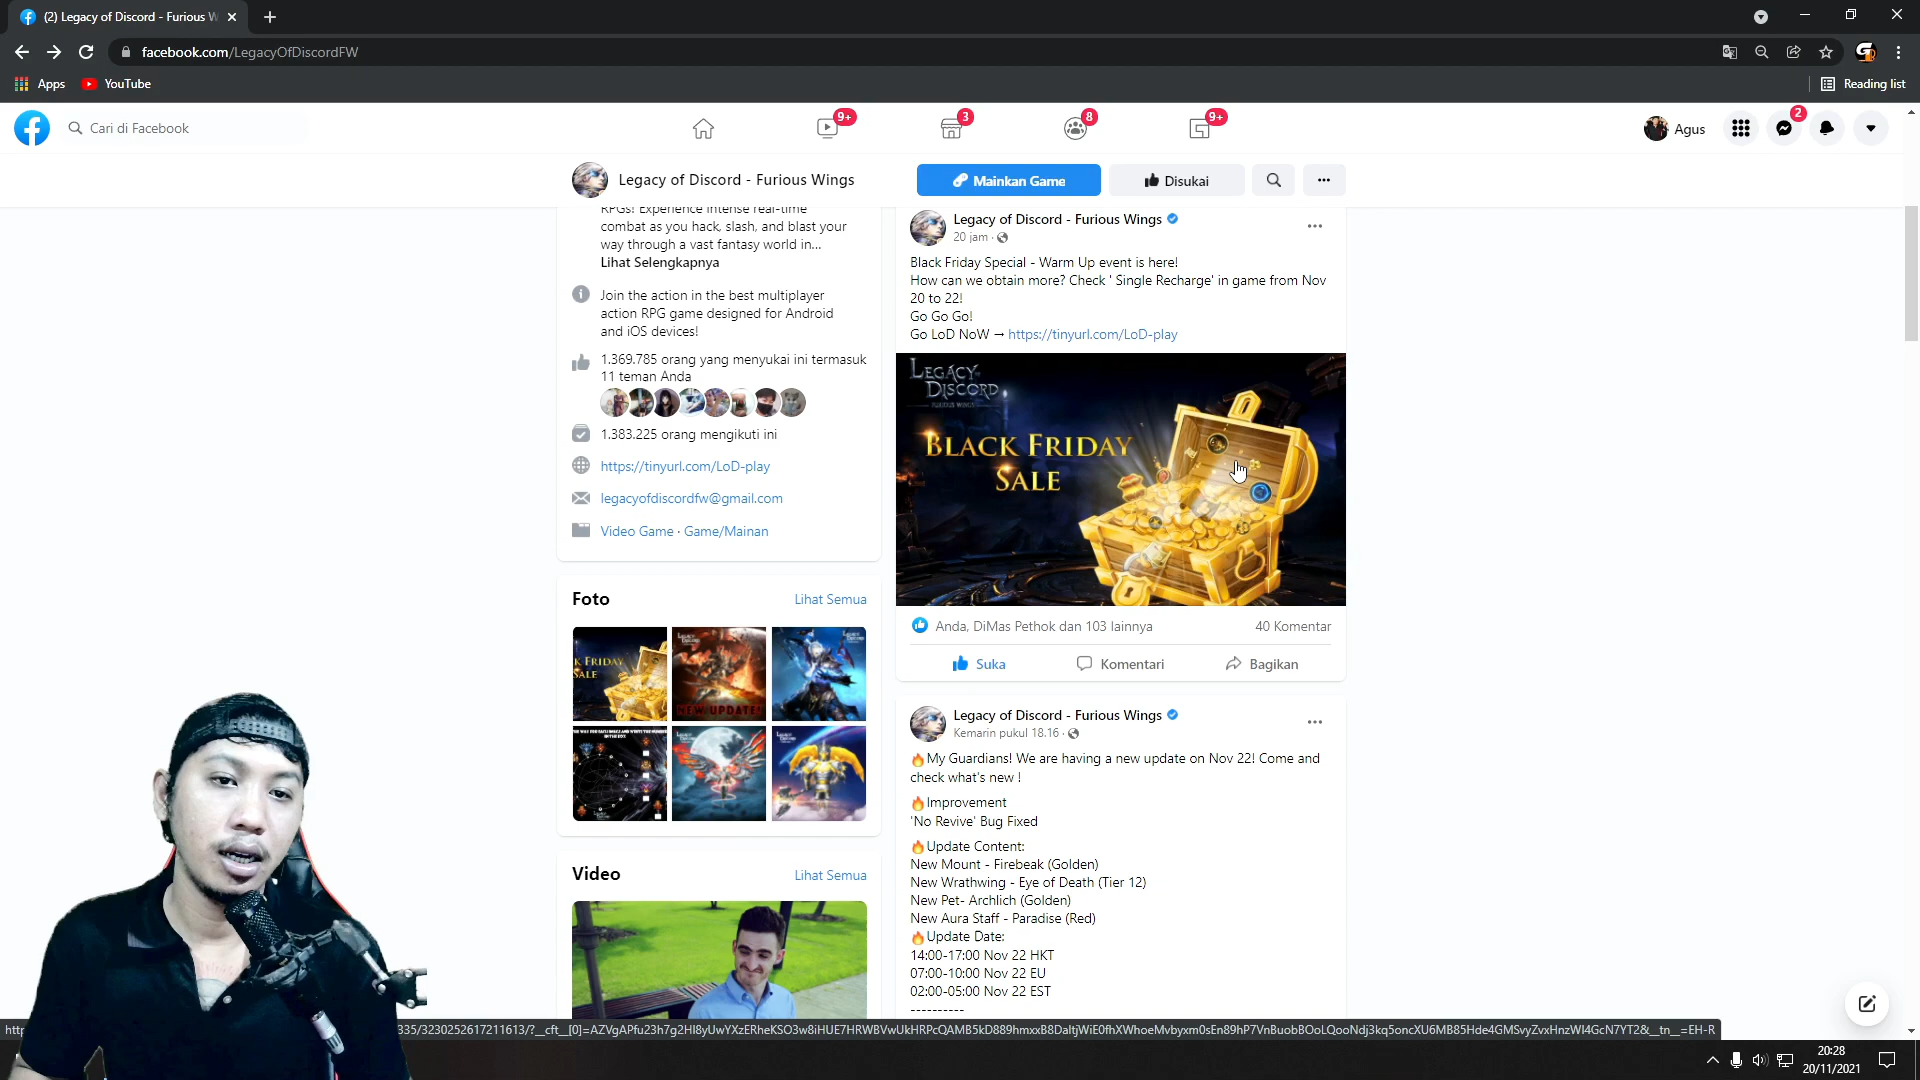 (2) Legacy of Discord - Furious W
facebook.com/LegacyOfDiscordFW
Apps
YouTube
Reading list
Cari di Facebook
9+
3
8
9+
Agus
2
Legacy of Discord - Furious Wings
Mainkan Game
Disukai
RPGs! Experience intense real-time
combat as you hack, slash, and blast your
way through a vast fantasy world in...
Lihat Selengkapnya
Join the action in the best multiplayer
action RPG game designed for Android
and iOS devices!
1.369.785 orang yang menyukai ini termasuk
11 teman Anda
1.383.225 orang mengikuti ini
https://tinyurl.com/LoD-play
legacyofdiscordfw@gmail.com
Video Game · Game/Mainan
Foto
Lihat Semua
K FRIDAY
SALE
NEW UPDATE!
Video
Lihat Semua
Legacy of Discord - Furious Wings
20 jam ·
Black Friday Special - Warm Up event is here!
How can we obtain more? Check ' Single Recharge' in game from Nov
20 to 22!
Go Go Go!
Go LoD NoW → https://tinyurl.com/LoD-play
LEGACY OF
DISCORD
FURIOUS WINGS
BLACK FRIDAY
SALE
Anda, DiMas Pethok dan 103 lainnya
40 Komentar
Suka
Komentari
Bagikan
Legacy of Discord - Furious Wings
Kemarin pukul 18.16 ·
🔥My Guardians! We are having a new update on Nov 22! Come and
check what's new !
🔥Improvement
'No Revive' Bug Fixed
🔥Update Content:
New Mount - Firebeak (Golden)
New Wrathwing - Eye of Death (Tier 12)
New Pet- Archlich (Golden)
New Aura Staff - Paradise (Red)
🔥Update Date:
14:00-17:00 Nov 22 HKT
07:00-10:00 Nov 22 EU
02:00-05:00 Nov 22 EST
----------
20:28
20/11/2021